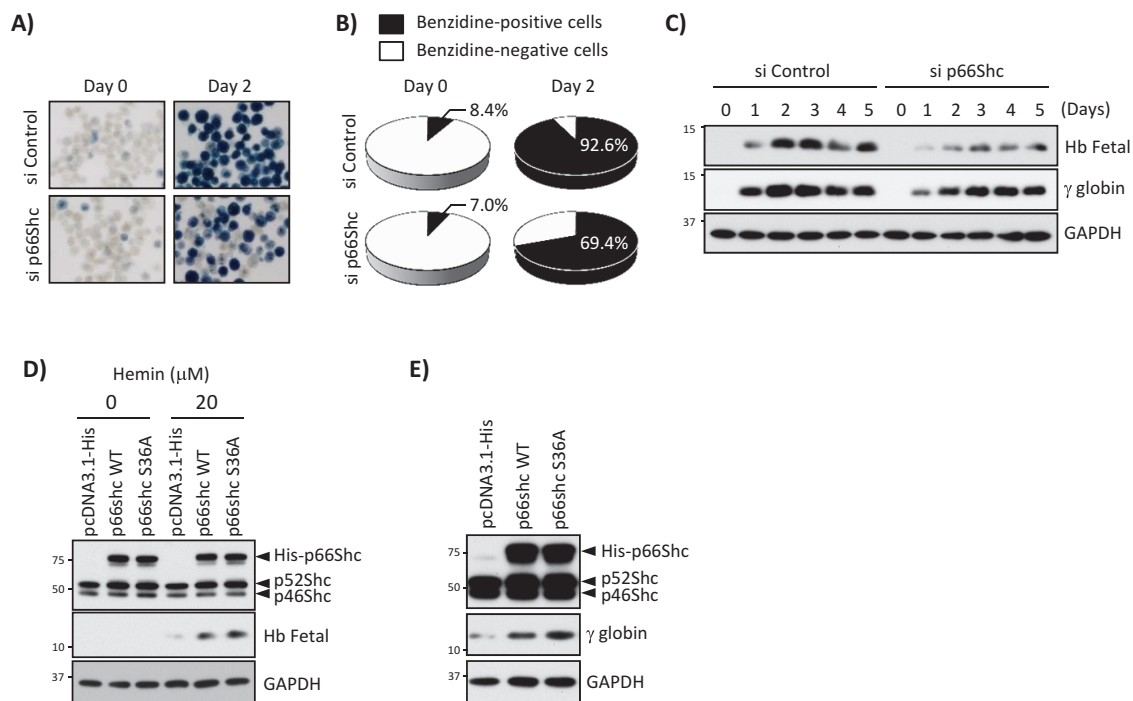 A)
Day 0 Day 2
si Control
si p66Shc
B)
Benzidine-positive cells
Benzidine-negative cells
Day 0 Day 2
si Control
8.4%
92.6%
si p66Shc
7.0%
69.4%
C)
si Control si p66Shc
0 1 2 3 4 5 0 1 2 3 4 5 (Days)
15
Hb Fetal
15
γ globin
37
GAPDH
D)
Hemin (μM)
0 20
pcDNA3.1-His
p66shc WT
p66shc S36A
pcDNA3.1-His
p66shc WT
p66shc S36A
75
His-p66Shc
p52Shc
50
p46Shc
Hb Fetal
10
37
GAPDH
E)
pcDNA3.1-His
p66shc WT
p66shc S36A
75
His-p66Shc
p52Shc
50
p46Shc
γ globin
10
37
GAPDH